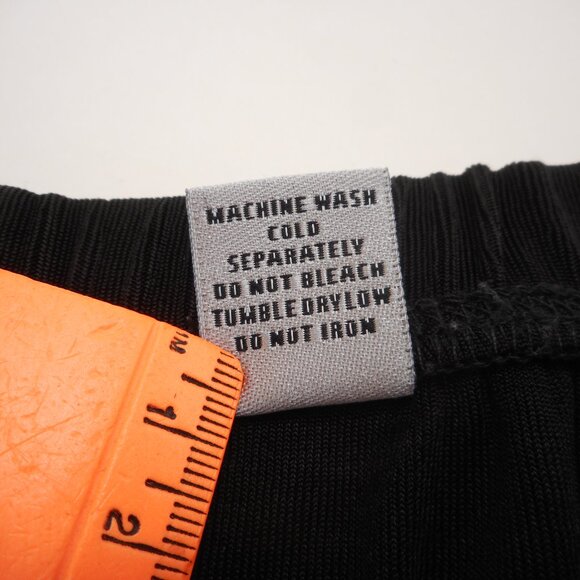 MACHINE WASH
COLD
SEPARATELY
DO NOT BLEACH
TUMBLE DRY LOW
DO NOT IRON
1
2